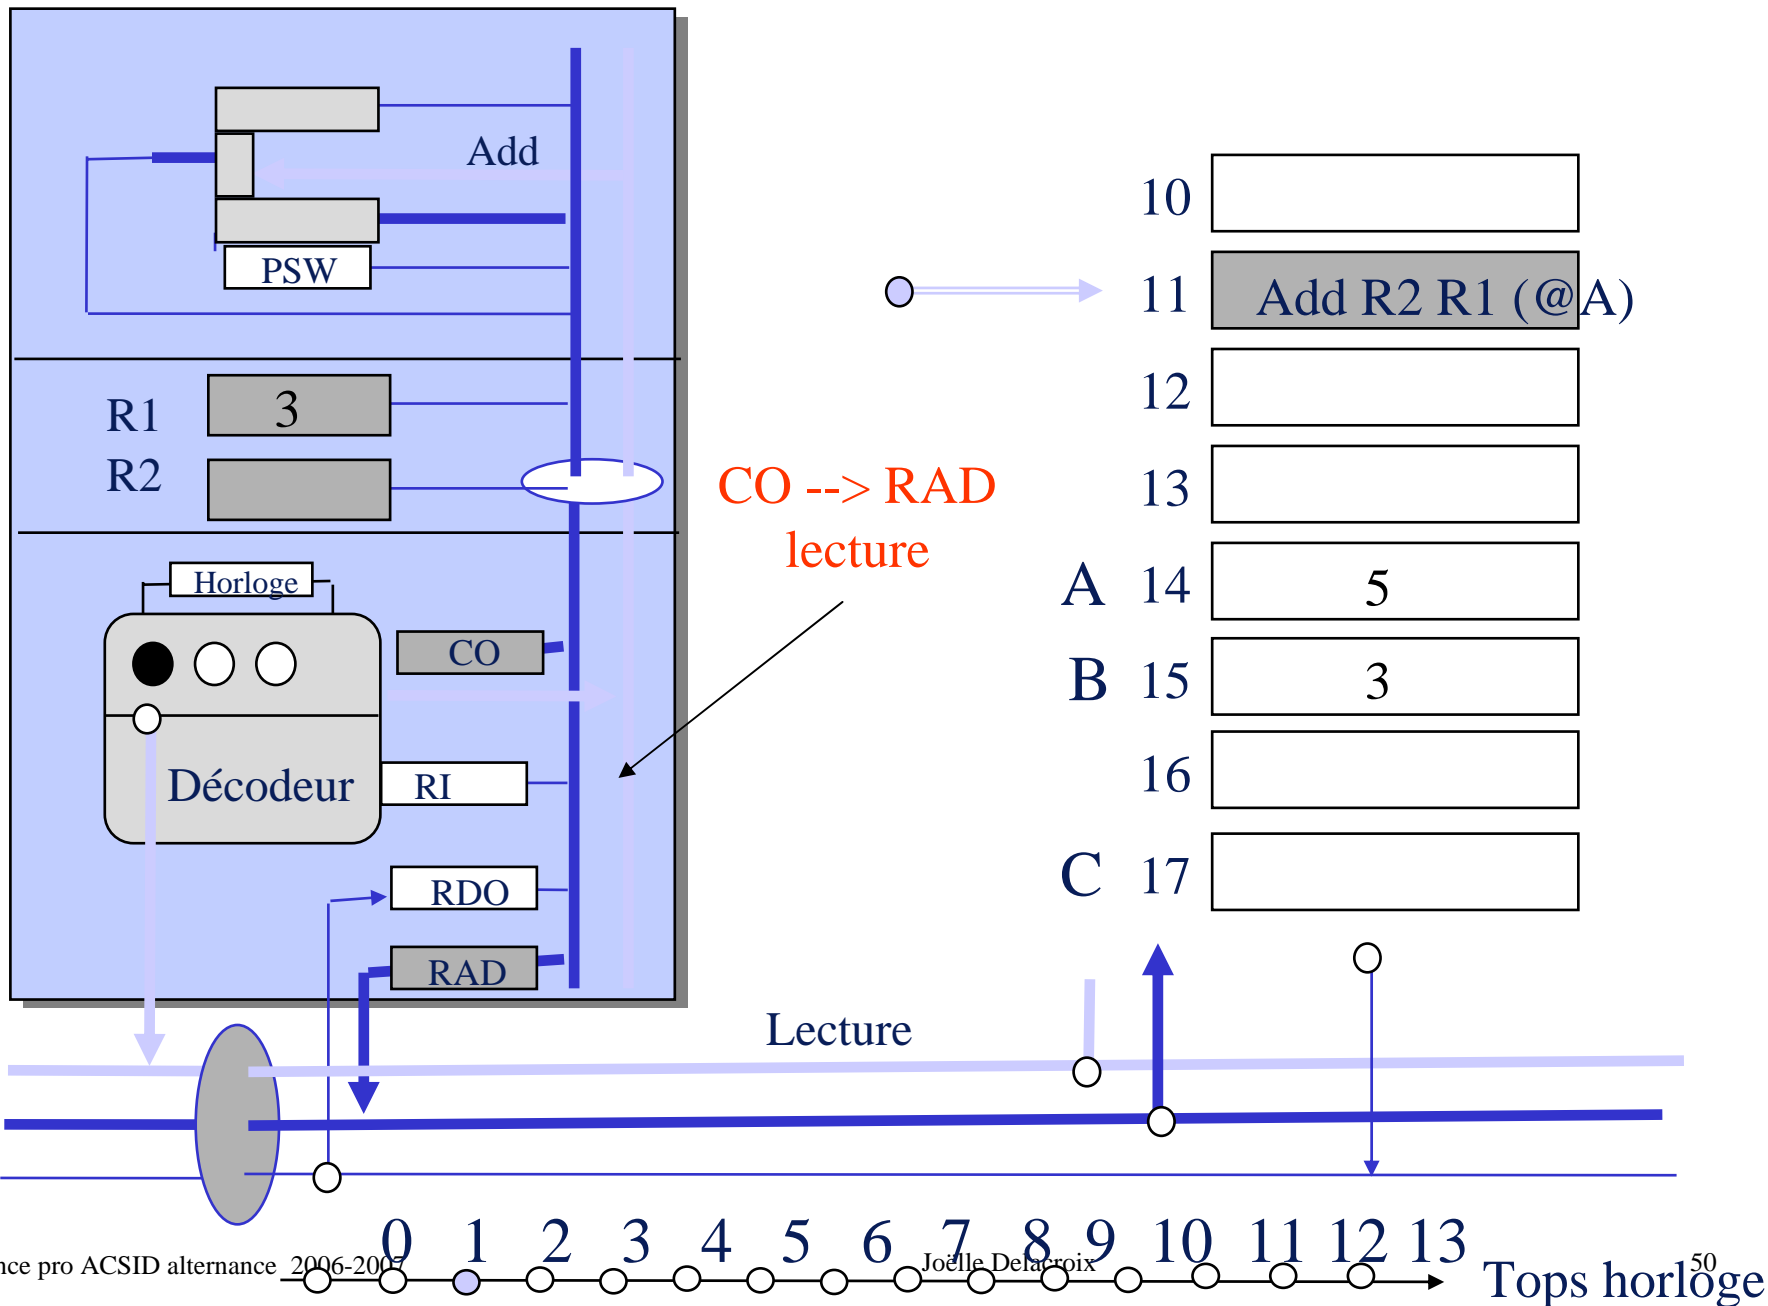 Add
PSW
R1 3
R2
Horloge
CO
Décodeur
RI
RDO
RAD
CO --> RAD
lecture
10
11 Add R2 R1 (@A)
12
13
A 14 5
B 15 3
16
C 17
Lecture
0 1 2 3 4 5 6 7 8 9 10 11 12 13
Tops horloge
nce pro ACSID alternance 2006-2007
Joëlle Delacroix
50